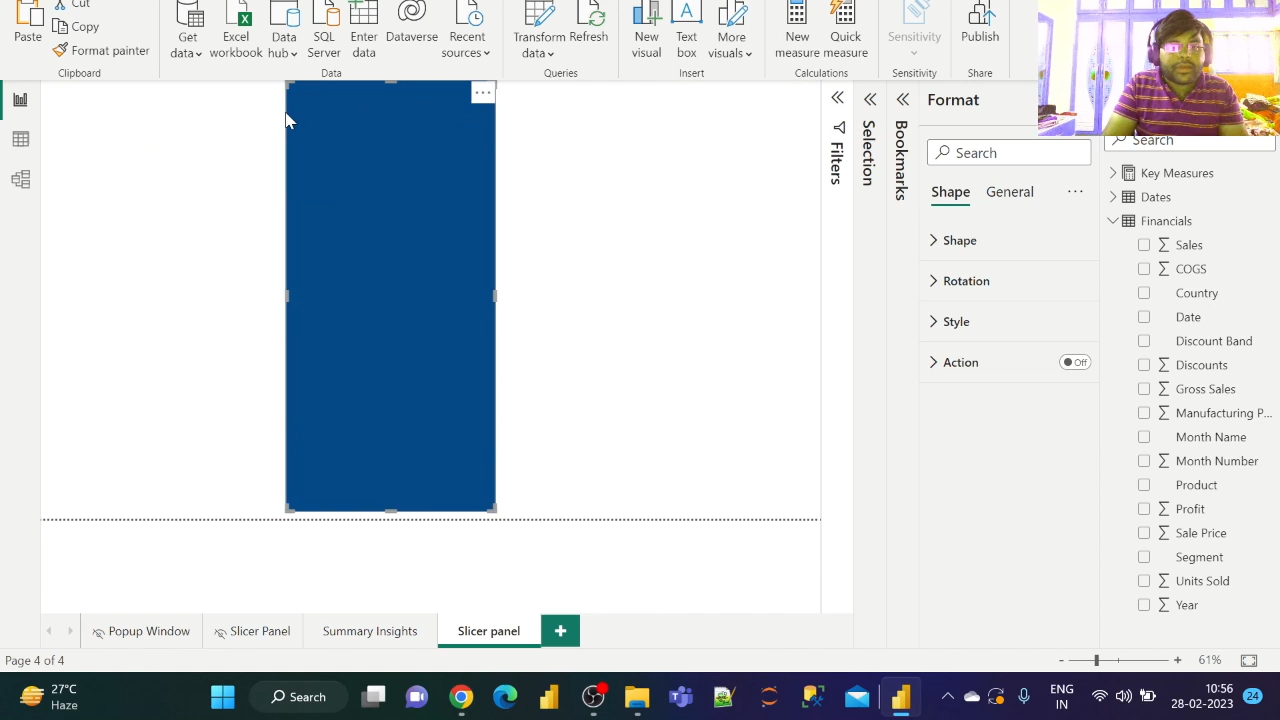 Cut
Paste
Copy
Format painter
Clipboard
Get data
Excel workbook
Data hub
SQL Server
Enter data
Dataverse
Recent sources
Data
Transform data
Refresh
Queries
New visual
Text box
More visuals
Insert
New measure
Quick measure
Calculations
Sensitivity
Sensitivity
Publish
Share
Filters
Selection
Bookmarks
Format
Search
Shape
General
Shape
Rotation
Style
Action
Off
Search
Key Measures
Dates
Financials
Sales
COGS
Country
Date
Discount Band
Discounts
Gross Sales
Manufacturing P...
Month Name
Month Number
Product
Profit
Sale Price
Segment
Units Sold
Year
Popup Window
Slicer Panel
Summary Insights
Slicer panel
Page 4 of 4
61%
27°C
Haze
Search
ENG
IN
10:56
28-02-2023
24